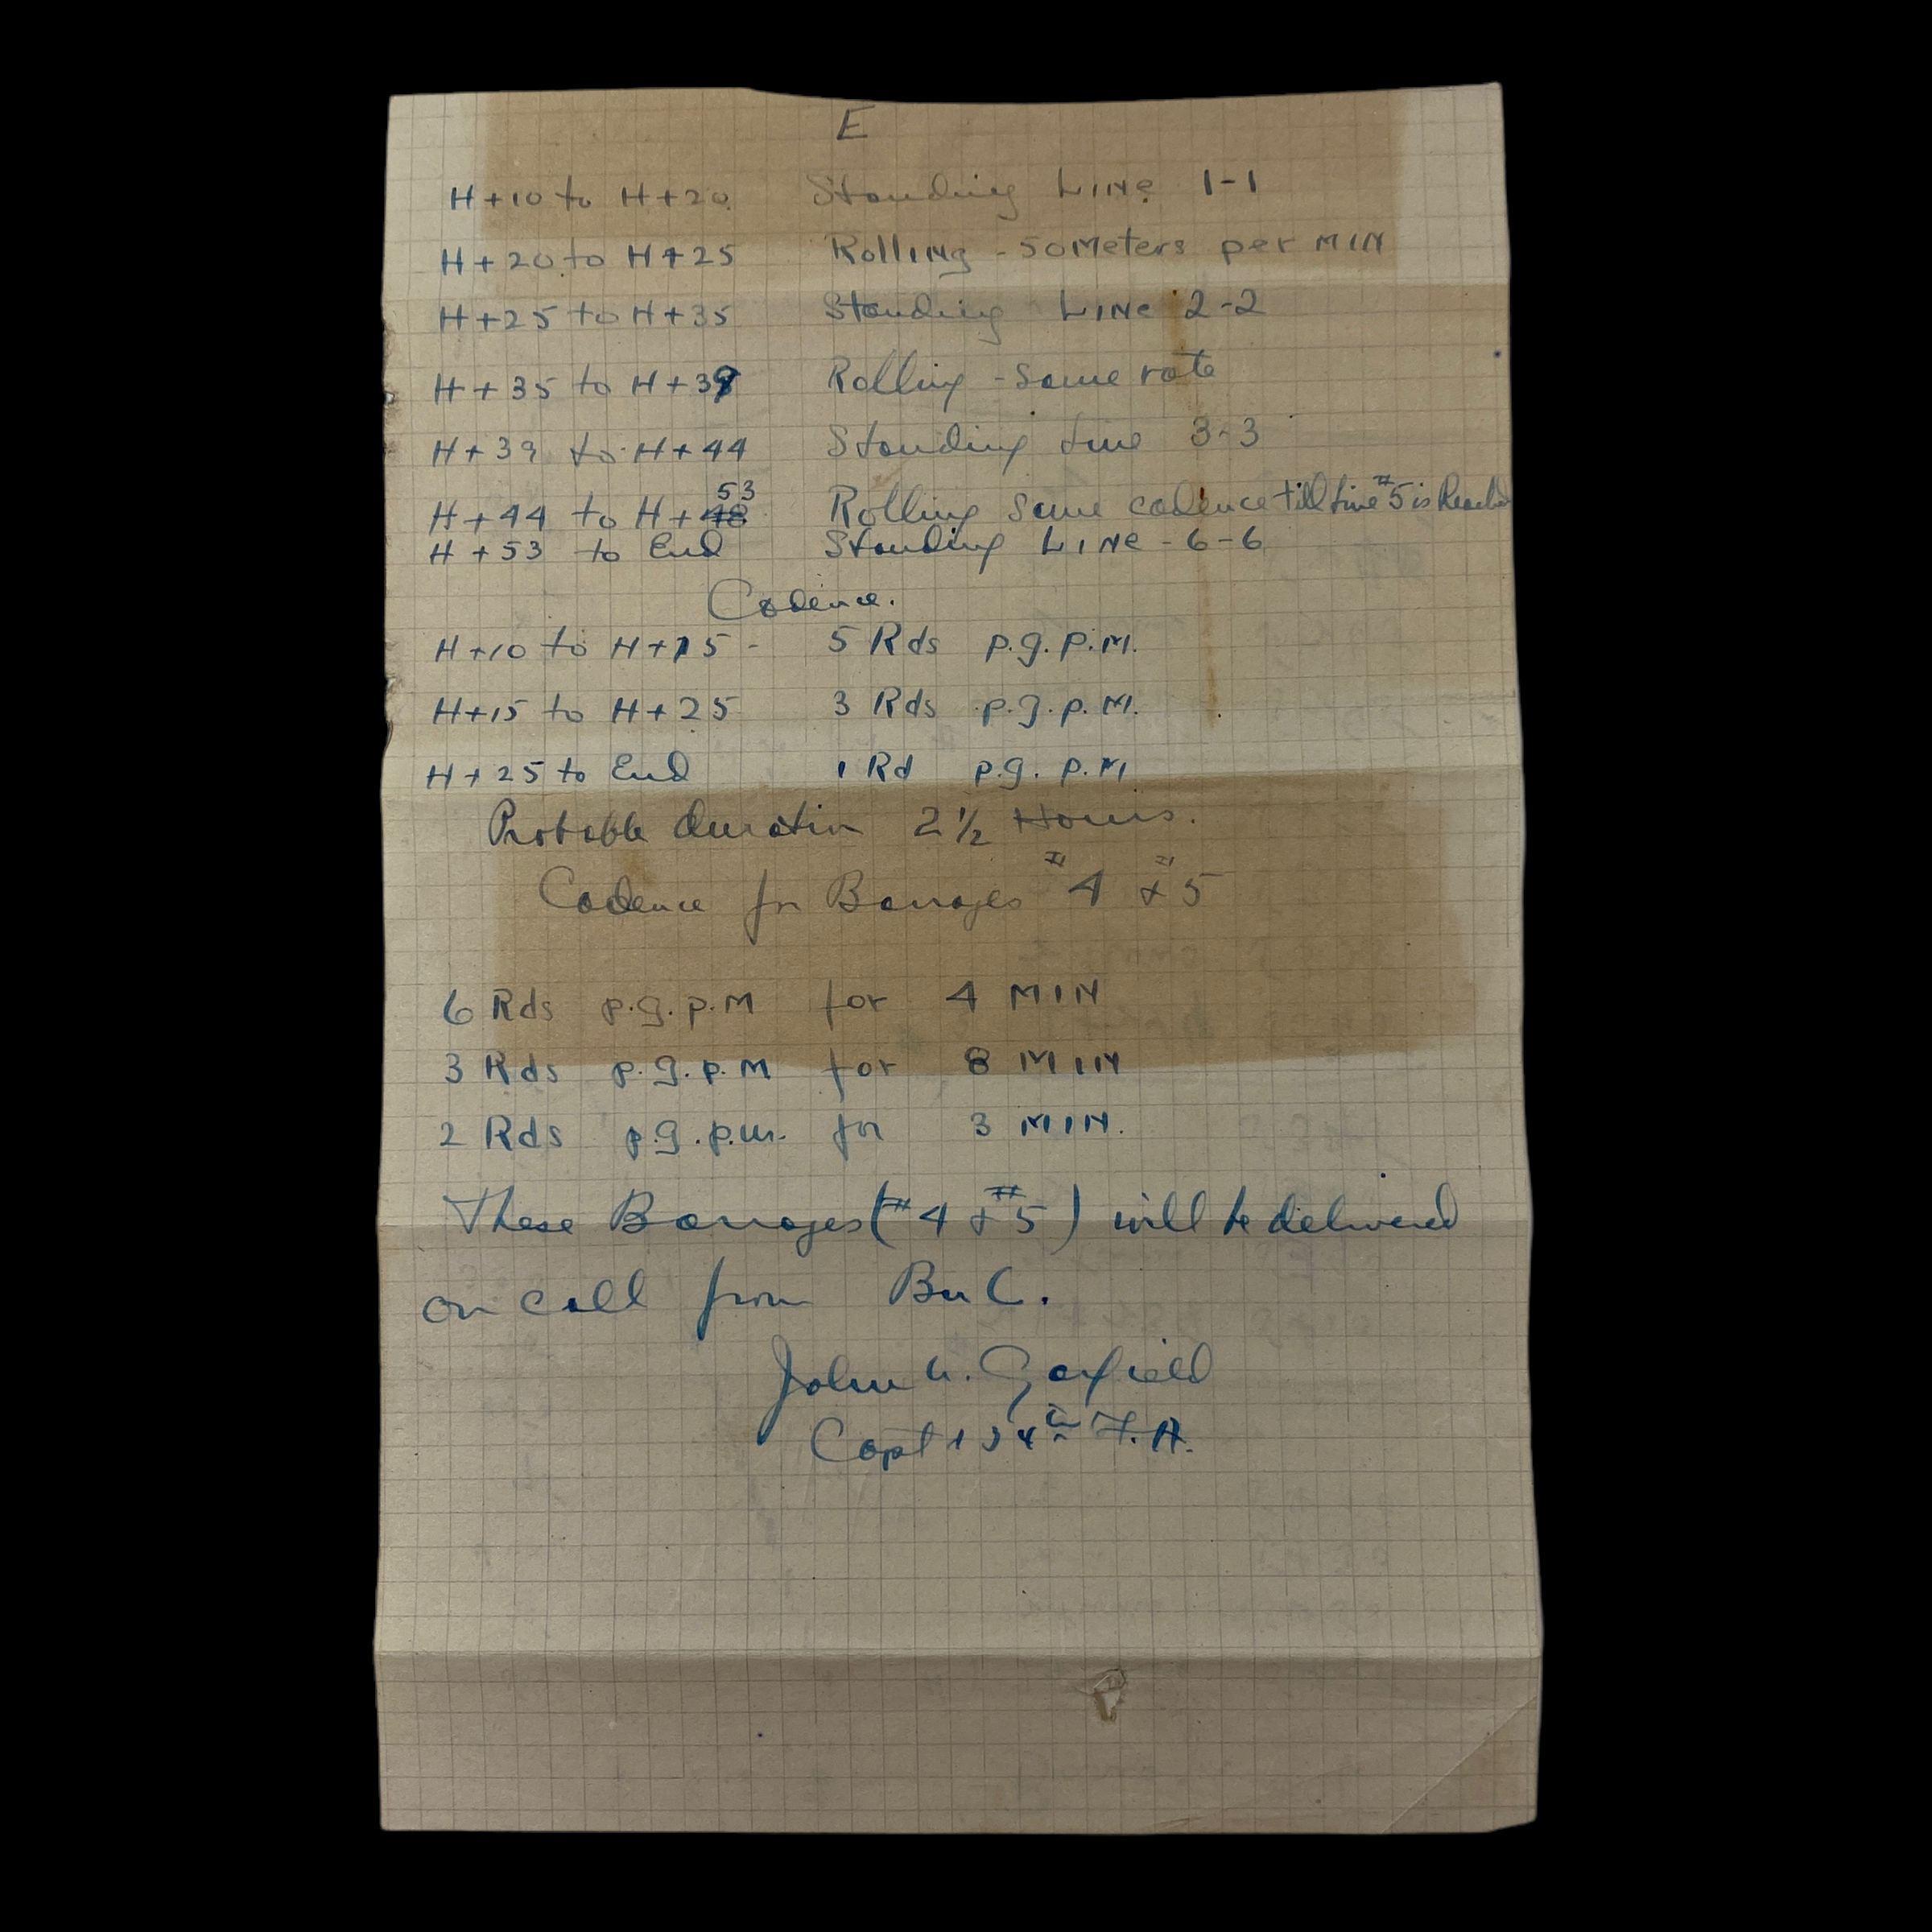 E
H+10 to H+20 Standing Line 1-1
H+20 to H+25 Rolling - 50 Meters per MIN
H+25 to H+35 Standing Line 2-2
H+35 to H+39 Rolling - same rate
H+39 to H+44 Standing Line 3-3
53
H+44 to H+48 Rolling same cadence till Line #5 is Reached
H+53 to End Standing Line - 6-6
Cadence.
H+10 to H+15 - 5 Rds p.g.p.M.
H+15 to H+25 3 Rds p.g.p.M.
H+25 to End 1 Rd p.g.p.M
Probable duration 2½ Hours.
Cadence for Barrages #4 & #5
6 Rds p.g.p.M for 4 MIN
3 Rds p.g.p.M for 8 MIN
2 Rds p.g.p.m. for 3 MIN.
These Barrages (#4 & #5) will be delivered
on call from Bn C.
John W. Garfield
Capt 134th F.A.